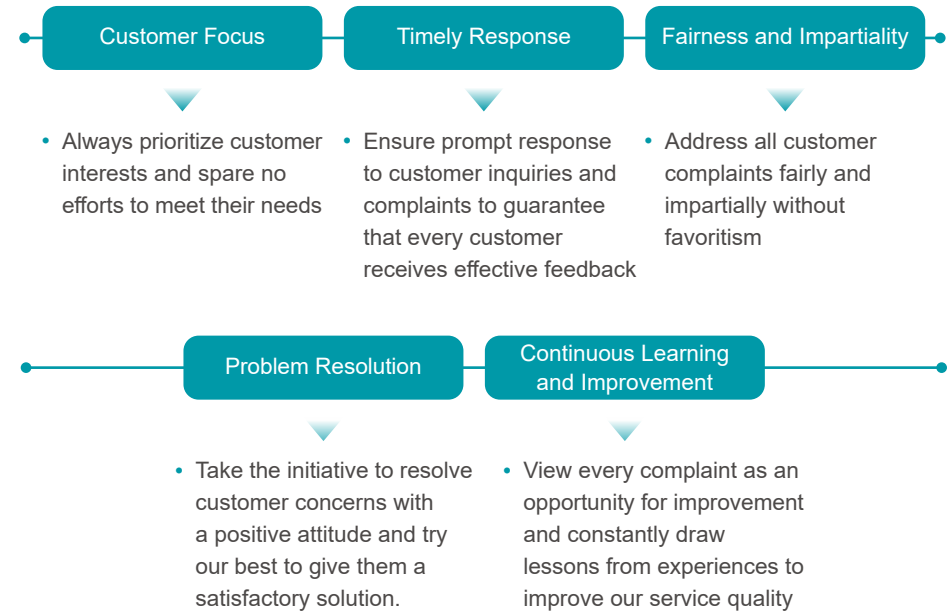 Customer Focus
Timely Response
Fairness and Impartiality
• Always prioritize customer
interests and spare no
efforts to meet their needs
• Ensure prompt response
to customer inquiries and
complaints to guarantee
that every customer
receives effective feedback
• Address all customer
complaints fairly and
impartially without
favoritism
Problem Resolution
Continuous Learning
and Improvement
• Take the initiative to resolve
customer concerns with
a positive attitude and try
our best to give them a
satisfactory solution.
• View every complaint as an
opportunity for improvement
and constantly draw
lessons from experiences to
improve our service quality